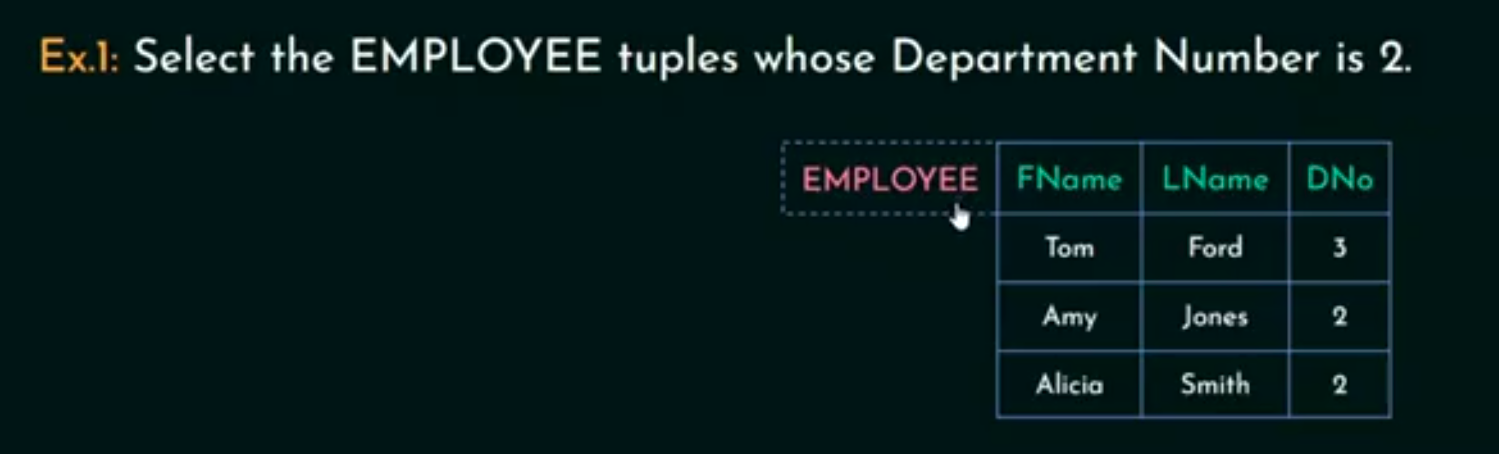 Ex.1: Select the EMPLOYEE tuples whose Department Number is 2.
EMPLOYEE FName LName DNo
Tom Ford 3
Amy Jones 2
Alicia Smith 2